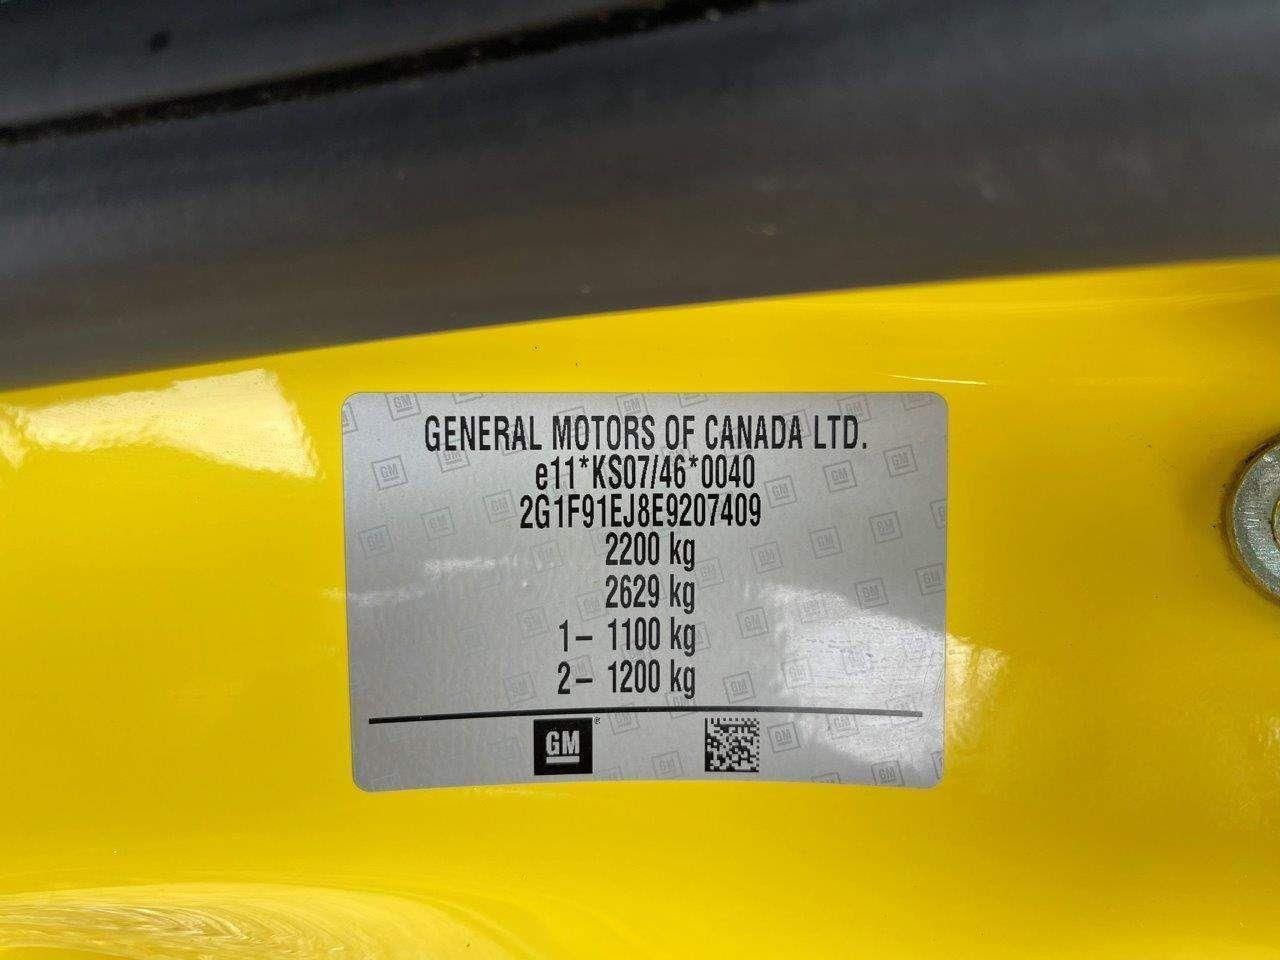 GENERAL MOTORS OF CANADA LTD.
e11*KS07/46*0040
2G1F91EJ8E9207409
2200 kg
2629 kg
1– 1100 kg
2– 1200 kg
GM®